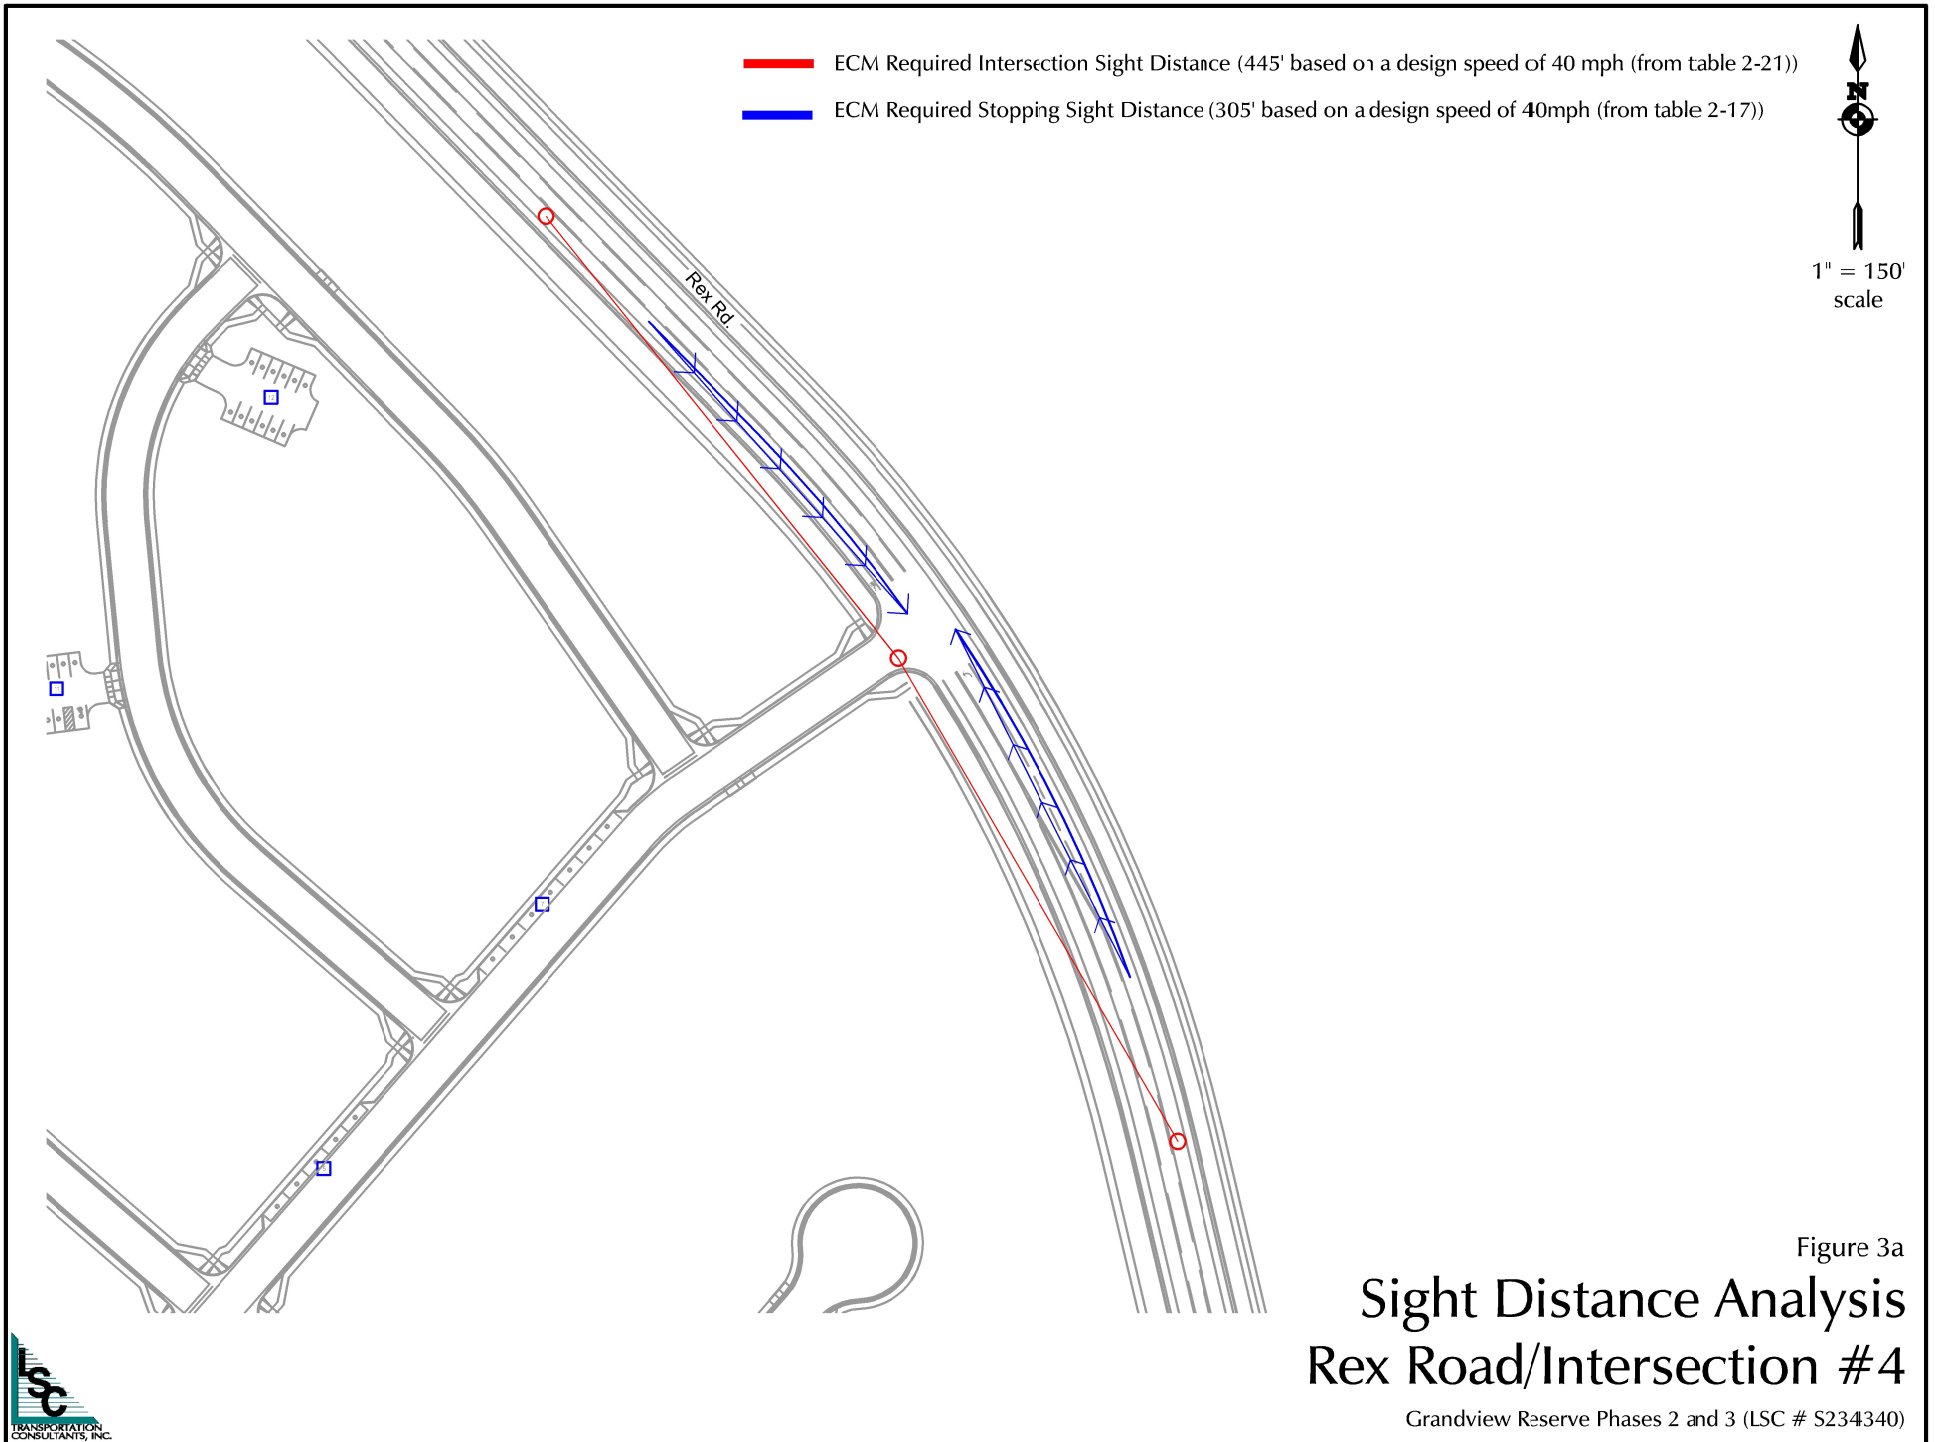 ECM Required Intersection Sight Distance (445' based on a design speed of 40 mph (from table 2-21))
ECM Required Stopping Sight Distance (305' based on a design speed of 40mph (from table 2-17))
N
1" = 150'
scale
Rex Rd.
Figure 3a
Sight Distance Analysis
Rex Road/Intersection #4
Grandview Reserve Phases 2 and 3 (LSC # S234340)
LSC
TRANSPORTATION
CONSULTANTS, INC.